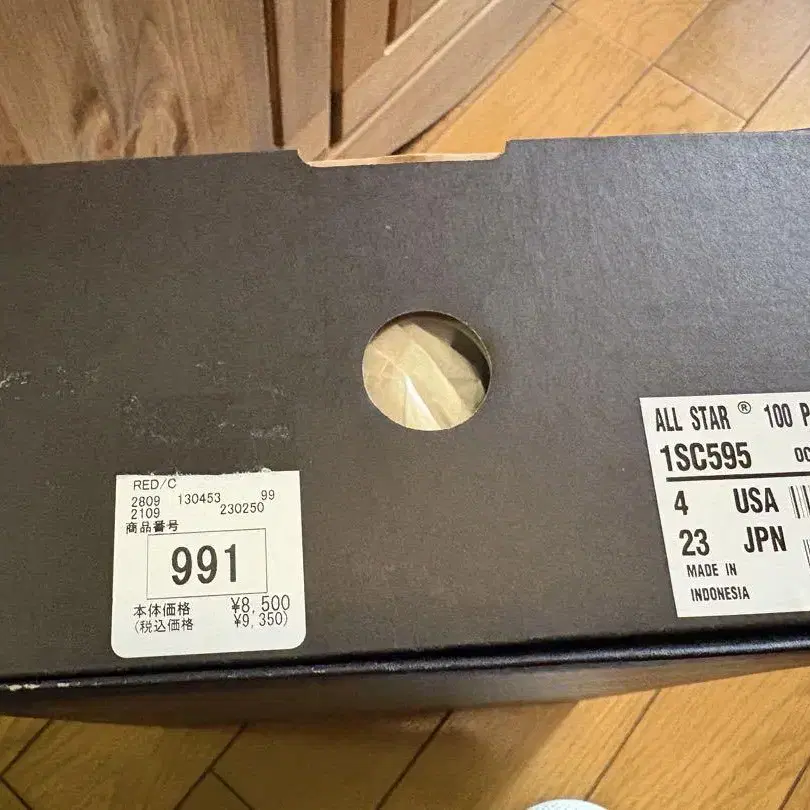 RED/C
2809 130453 99
2109 230250
商品番号
991
本体価格 ¥8,500
(税込価格 ¥9,350)
ALL STAR ® 100 P
1SC595
4 USA
23 JPN
MADE IN
INDONESIA